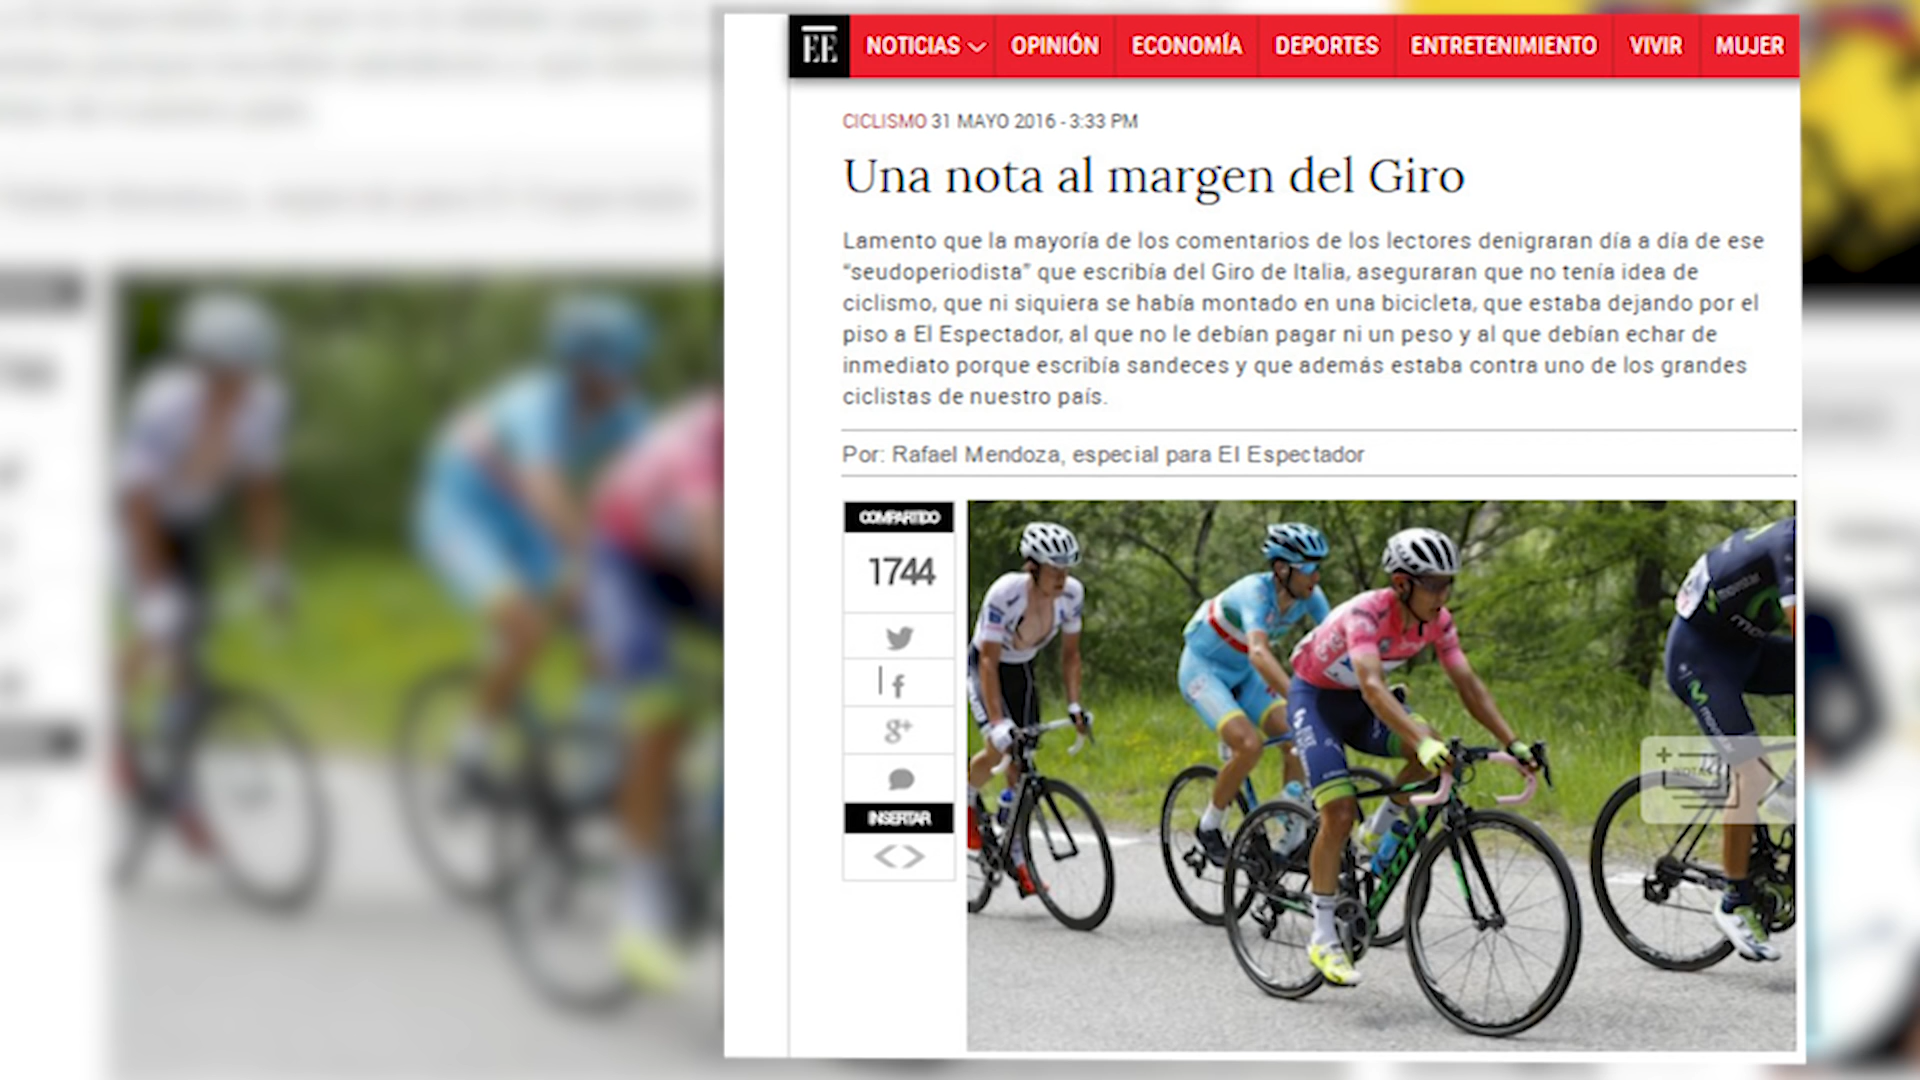 EE NOTICIAS OPINIÓN ECONOMÍA DEPORTES ENTRETENIMIENTO VIVIR MUJER
CICLISMO 31 MAYO 2016 - 3:33 PM
Una nota al margen del Giro
Lamento que la mayoría de los comentarios de los lectores denigraran día a día de ese
“seudoperiodista” que escribía del Giro de Italia, aseguraran que no tenía idea de
ciclismo, que ni siquiera se había montado en una bicicleta, que estaba dejando por el
piso a El Espectador, al que no le debían pagar ni un peso y al que debían echar de
inmediato porque escribía sandeces y que además estaba contra uno de los grandes
ciclistas de nuestro país.
Por: Rafael Mendoza, especial para El Espectador
COMPARTIDO
1744
f
g+
INSERTAR
<>
SCOTT